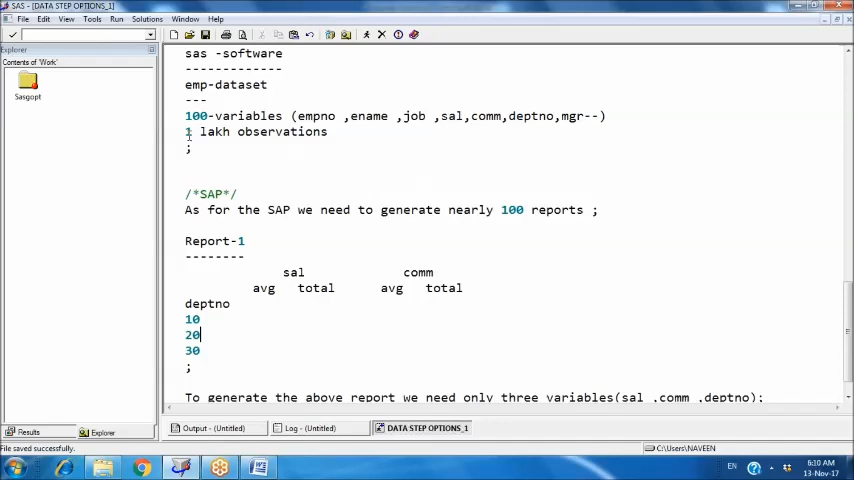 SAS - [DATA STEP OPTIONS_1]
File Edit View Tools Run Solutions Window Help
Explorer
Contents of 'Work'
Sasgopt
sas -software
-------------
emp-dataset
---
100-variables (empno ,ename ,job ,sal,comm,deptno,mgr--)
1 lakh observations
;
/*SAP*/
As for the SAP we need to generate nearly 100 reports ;
Report-1
--------
sal comm
avg total avg total
deptno
10
20
30
;
To generate the above report we need only three variables(sal ,comm ,deptno);
Results Explorer
Output - (Untitled) Log - (Untitled) DATA STEP OPTIONS_1
File saved successfully. C:\Users\NAVEEN
EN 6:10 AM
13-Nov-17